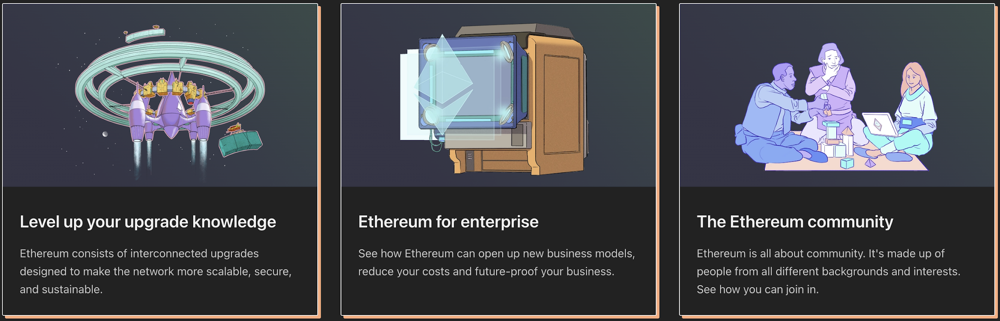 Level up your upgrade knowledge
Ethereum consists of interconnected upgrades
designed to make the network more scalable, secure,
and sustainable.
Ethereum for enterprise
See how Ethereum can open up new business models,
reduce your costs and future-proof your business.
The Ethereum community
Ethereum is all about community. It's made up of
people from all different backgrounds and interests.
See how you can join in.